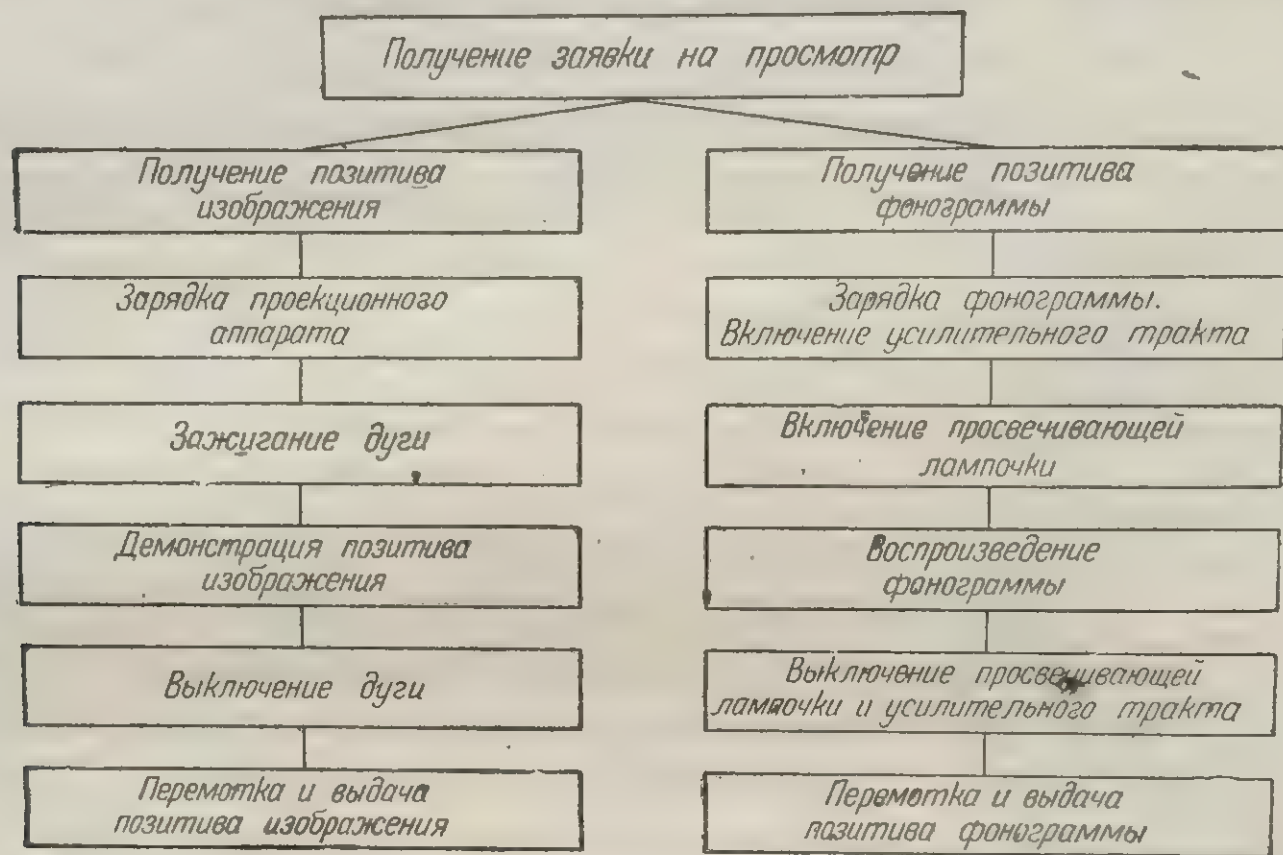 Получение заявки на просмотр
Получение позитива
изображения
Зарядка проекционного
аппарата
Зажигание дуги
Демонстрация позитива
изображения
Выключение дуги
Перемотка и выдача
позитива изображения
Получение позитива
фонограммы
Зарядка фонограммы.
Включение усилительного тракта
Включение просвечивающей
лампочки
Воспроизведение
фонограммы
Выключение просвечивающей
лампочки и усилительного тракта
Перемотка и выдача
позитива фонограммы